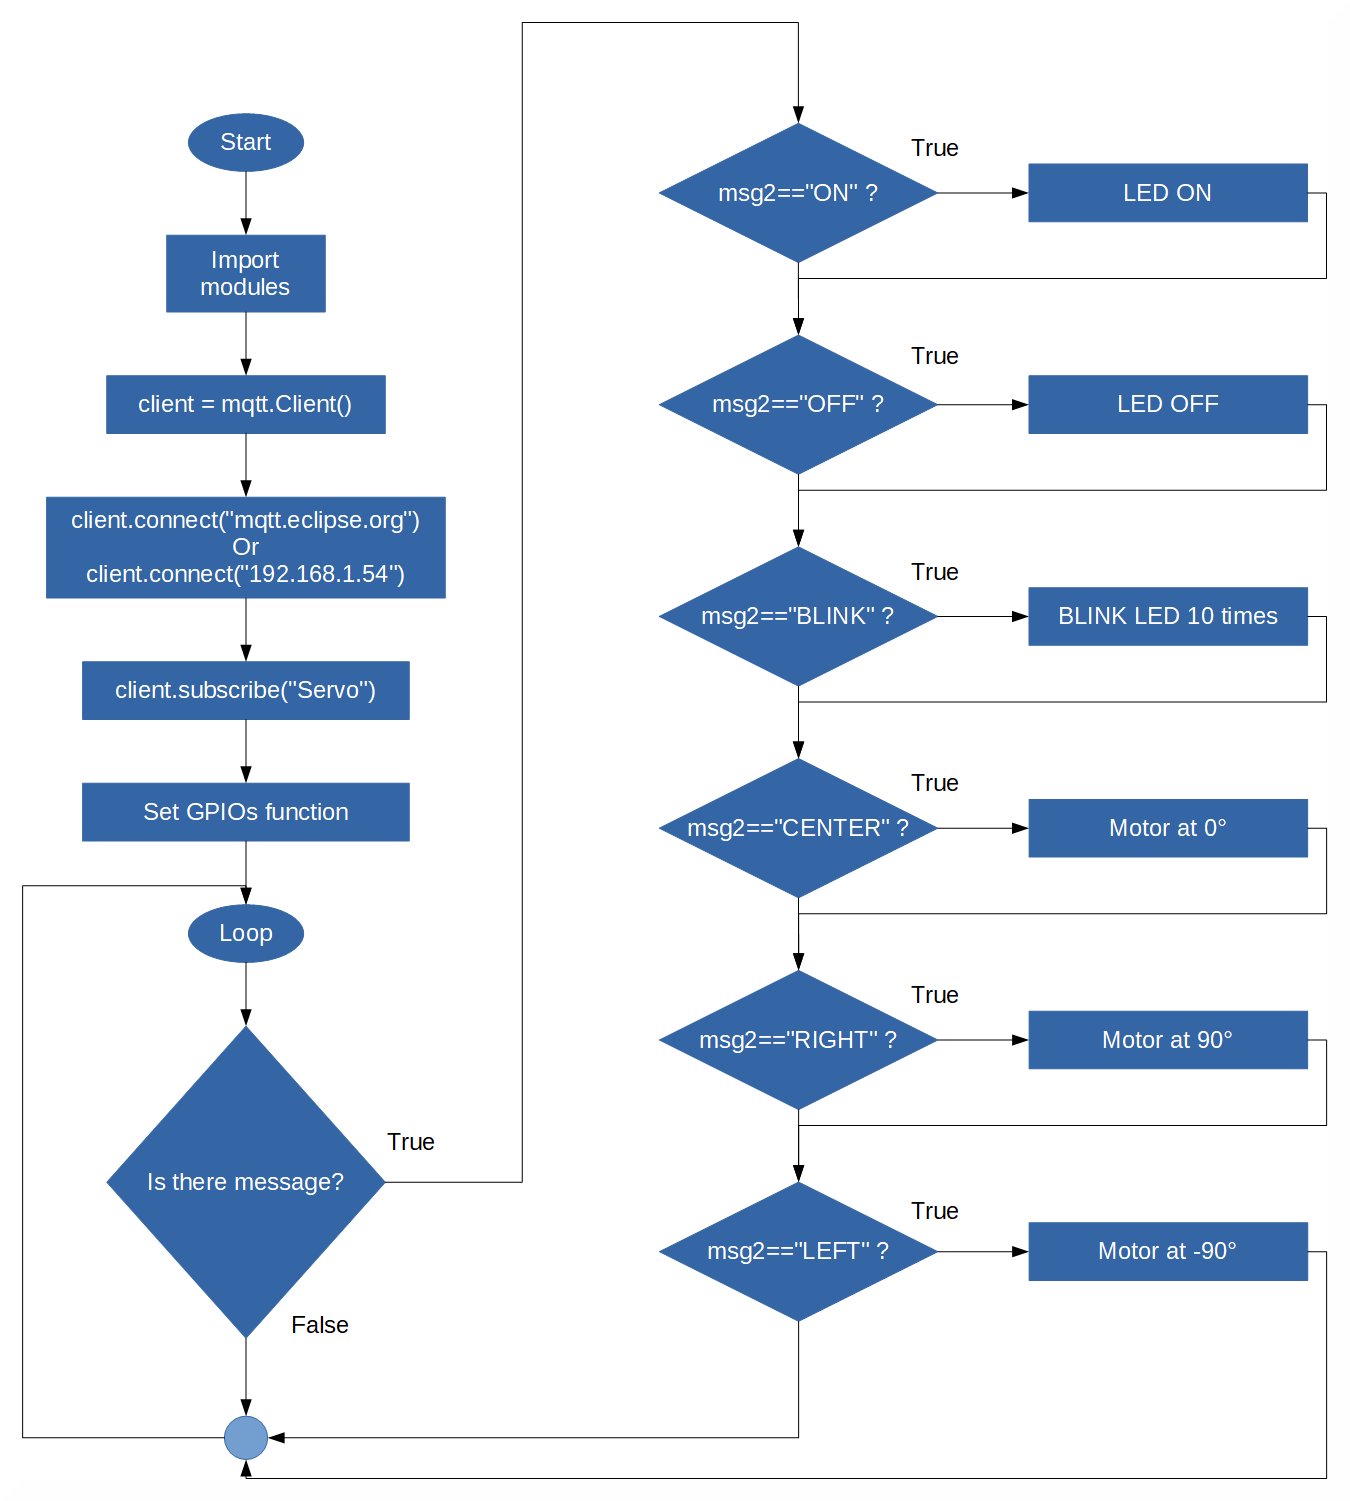 Start
Import
modules
client = mqtt.Client()
client.connect("mqtt.eclipse.org")
Or
client.connect("192.168.1.54")
client.subscribe("Servo")
Set GPIOs function
Loop
Is there message?
True
False
msg2=="ON" ?
True
LED ON
msg2=="OFF" ?
True
LED OFF
msg2=="BLINK" ?
True
BLINK LED 10 times
msg2=="CENTER" ?
True
Motor at 0°
msg2=="RIGHT" ?
True
Motor at 90°
msg2=="LEFT" ?
True
Motor at -90°